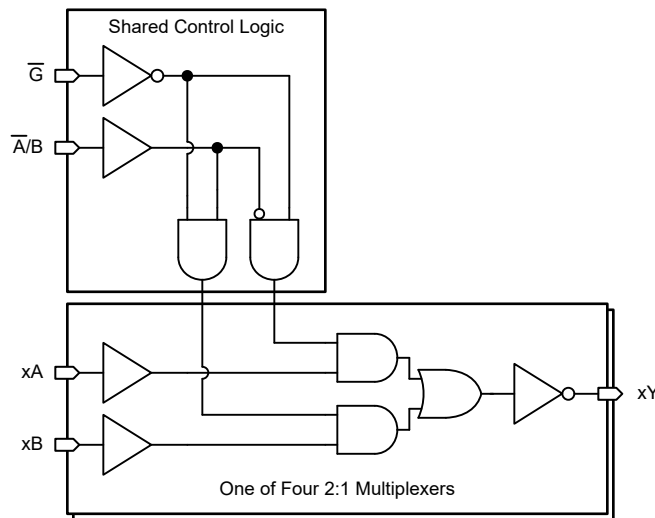 Shared Control Logic
G̅
A̅/B
xA
xB
xY
One of Four 2:1 Multiplexers